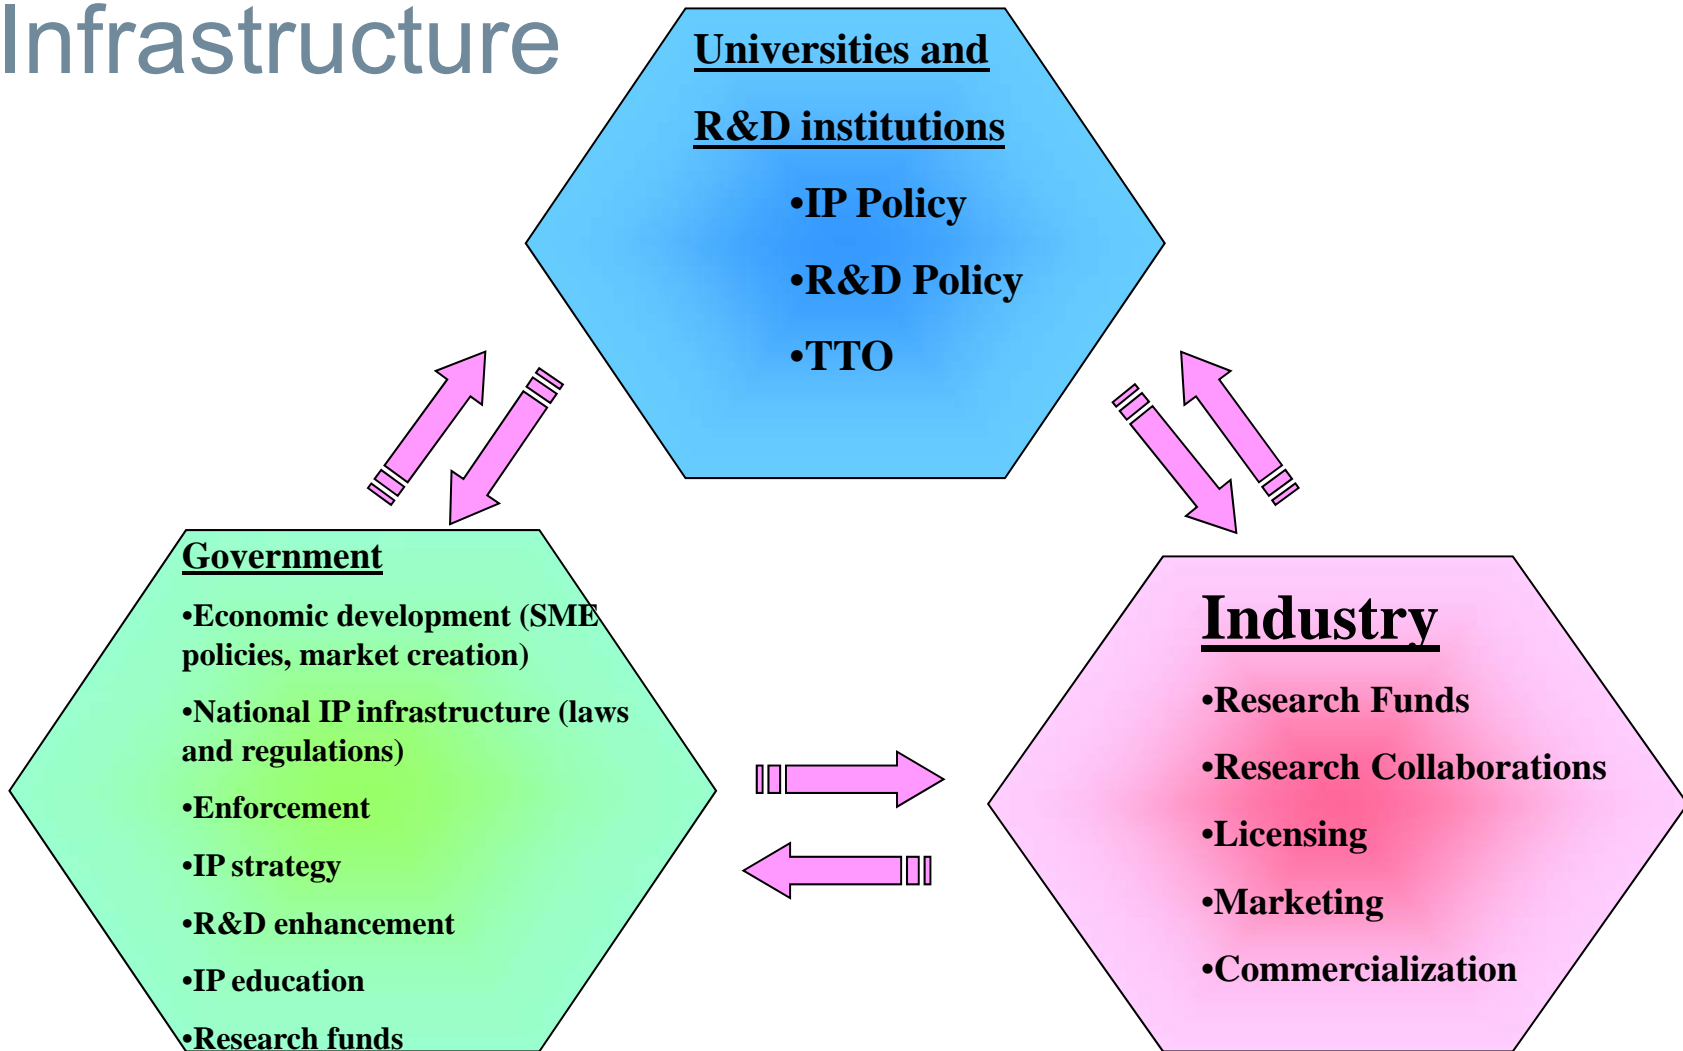 Infrastructure
Universities and
R&D institutions
•IP Policy
•R&D Policy
•TTO
Government
•Economic development (SME
policies, market creation)
•National IP infrastructure (laws
and regulations)
•Enforcement
•IP strategy
•R&D enhancement
•IP education
•Research funds
Industry
•Research Funds
•Research Collaborations
•Licensing
•Marketing
•Commercialization